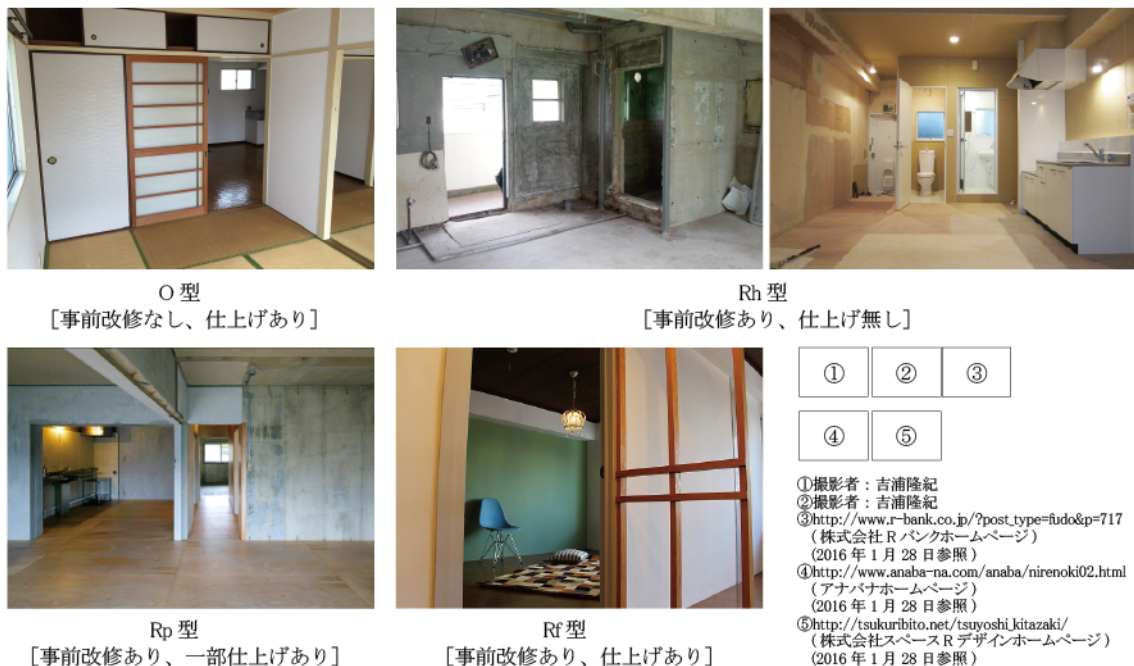 O 型
［事前改修なし、仕上げあり］
Rh 型
［事前改修あり、仕上げ無し］
Rp 型
［事前改修あり、一部仕上げあり］
Rf 型
［事前改修あり、仕上げあり］
① ② ③
④ ⑤
①撮影者：吉浦隆紀
②撮影者：吉浦隆紀
③http://www.r-bank.co.jp/?post_type=fudo&p=717
（株式会社 R バンクホームページ）
(2016 年 1 月 28 日参照)
④http://www.anaba-na.com/anaba/nirenoki02.html
（アナバナホームページ）
(2016 年 1 月 28 日参照)
⑤http://tsukuribito.net/tsuyoshi_kitazaki/
（株式会社スペース R デザインホームページ）
(2016 年 1 月 28 日参照)